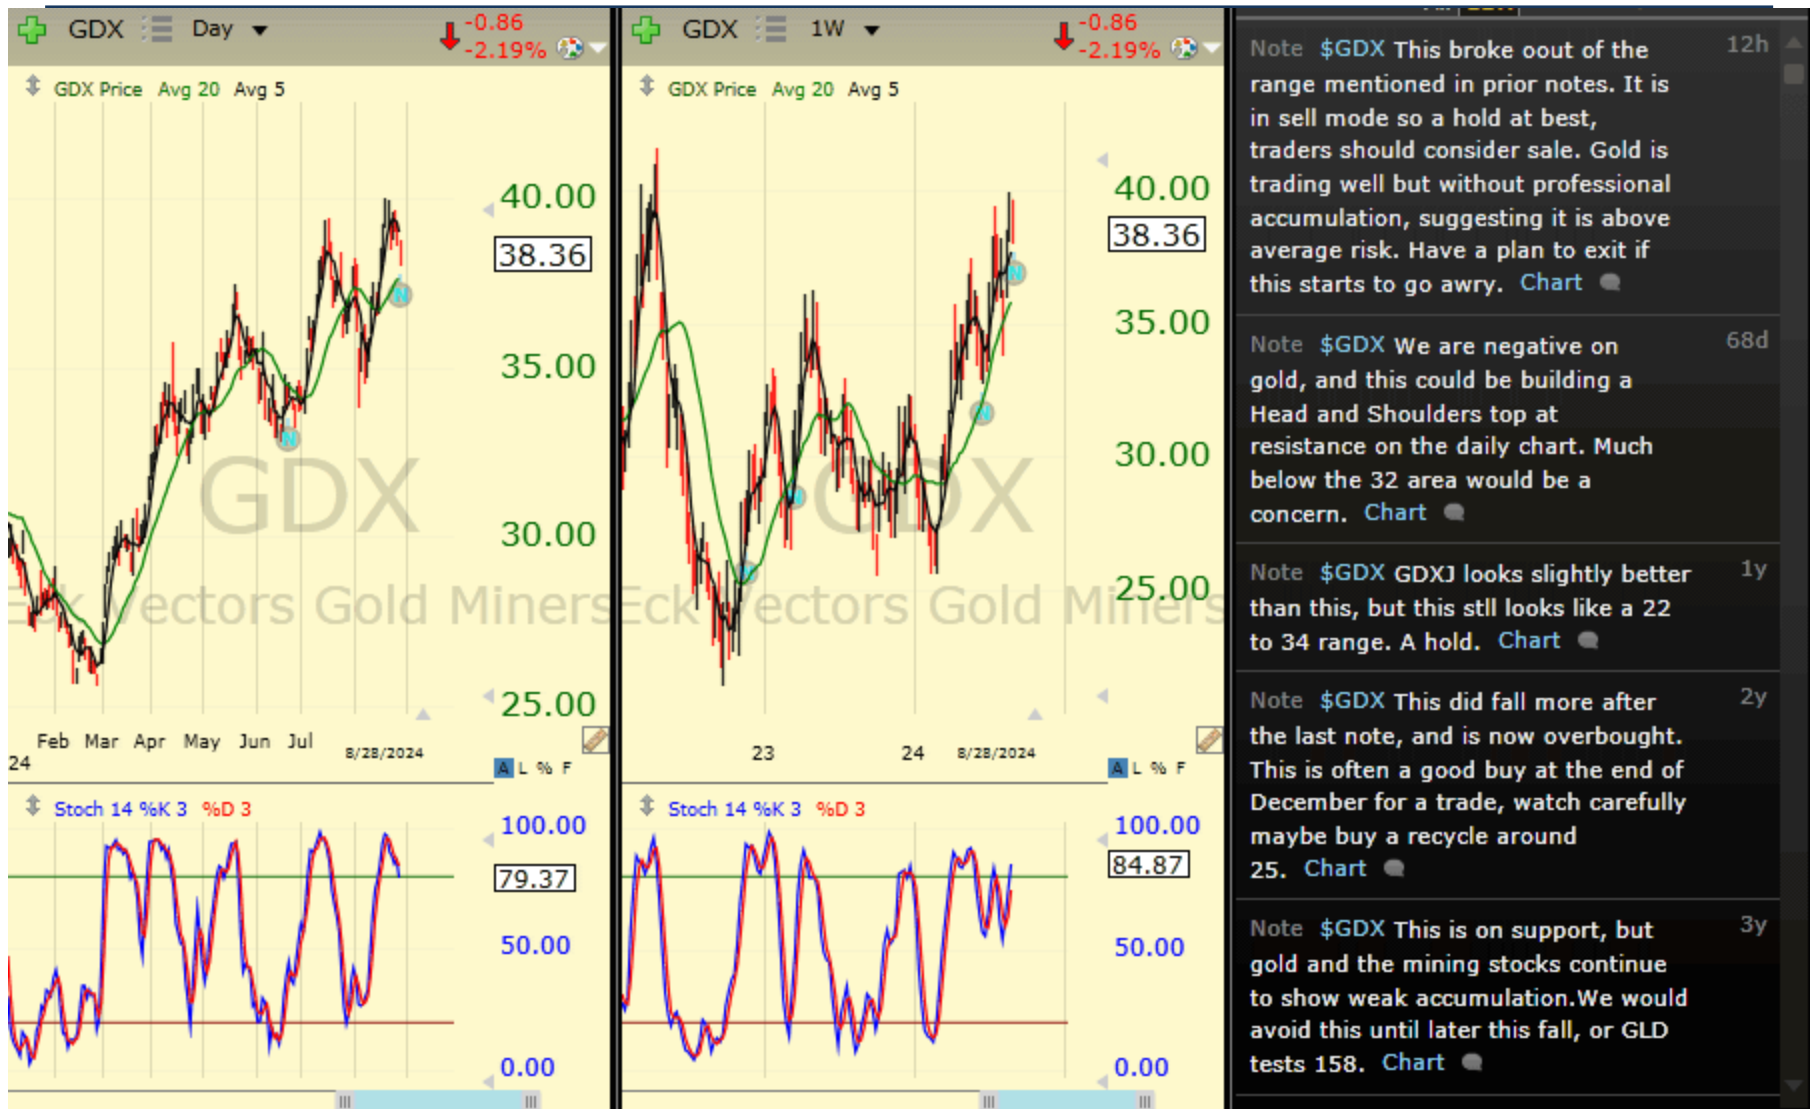 GDX Day -0.86
-2.19%
GDX Price Avg 20 Avg 5
40.00
38.36
35.00
30.00
25.00
N
N
GDX
Eck Vectors Gold Miners
Feb Mar Apr May Jun Jul 8/28/2024
24
A L % F
Stoch 14 %K 3 %D 3
100.00
79.37
50.00
0.00
GDX 1W -0.86
-2.19%
GDX Price Avg 20 Avg 5
40.00
38.36
35.00
30.00
25.00
N
N
N
N
GDX
Eck Vectors Gold Miners
23 24 8/28/2024
A L % F
Stoch 14 %K 3 %D 3
100.00
84.87
50.00
0.00
Note $GDX This broke oout of the 12h
range mentioned in prior notes. It is
in sell mode so a hold at best,
traders should consider sale. Gold is
trading well but without professional
accumulation, suggesting it is above
average risk. Have a plan to exit if
this starts to go awry. Chart
Note $GDX We are negative on 68d
gold, and this could be building a
Head and Shoulders top at
resistance on the daily chart. Much
below the 32 area would be a
concern. Chart
Note $GDX GDXJ looks slightly better 1y
than this, but this stll looks like a 22
to 34 range. A hold. Chart
Note $GDX This did fall more after 2y
the last note, and is now overbought.
This is often a good buy at the end of
December for a trade, watch carefully
maybe buy a recycle around
25. Chart
Note $GDX This is on support, but 3y
gold and the mining stocks continue
to show weak accumulation.We would
avoid this until later this fall, or GLD
tests 158. Chart